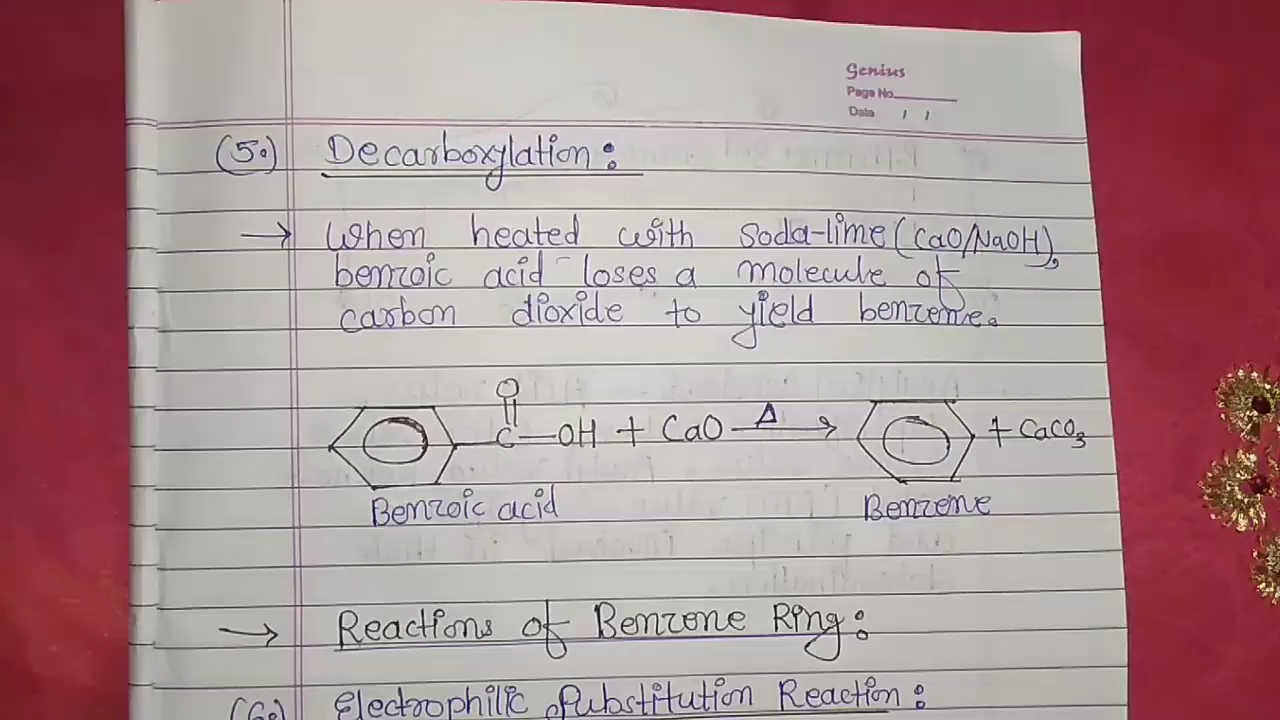 Genius
Page No.
Date / /
(5.) Decarboxylation:
→ When heated with Soda-lime (CaO/NaOH),
benzoic acid loses a molecule of
carbon dioxide to yield benzene.
O
C—OH + CaO Δ→ + CaCO₃
Benzoic acid Benzene
→ Reactions of Benzene Ring:
(6.) Electrophilic Substitution Reaction: